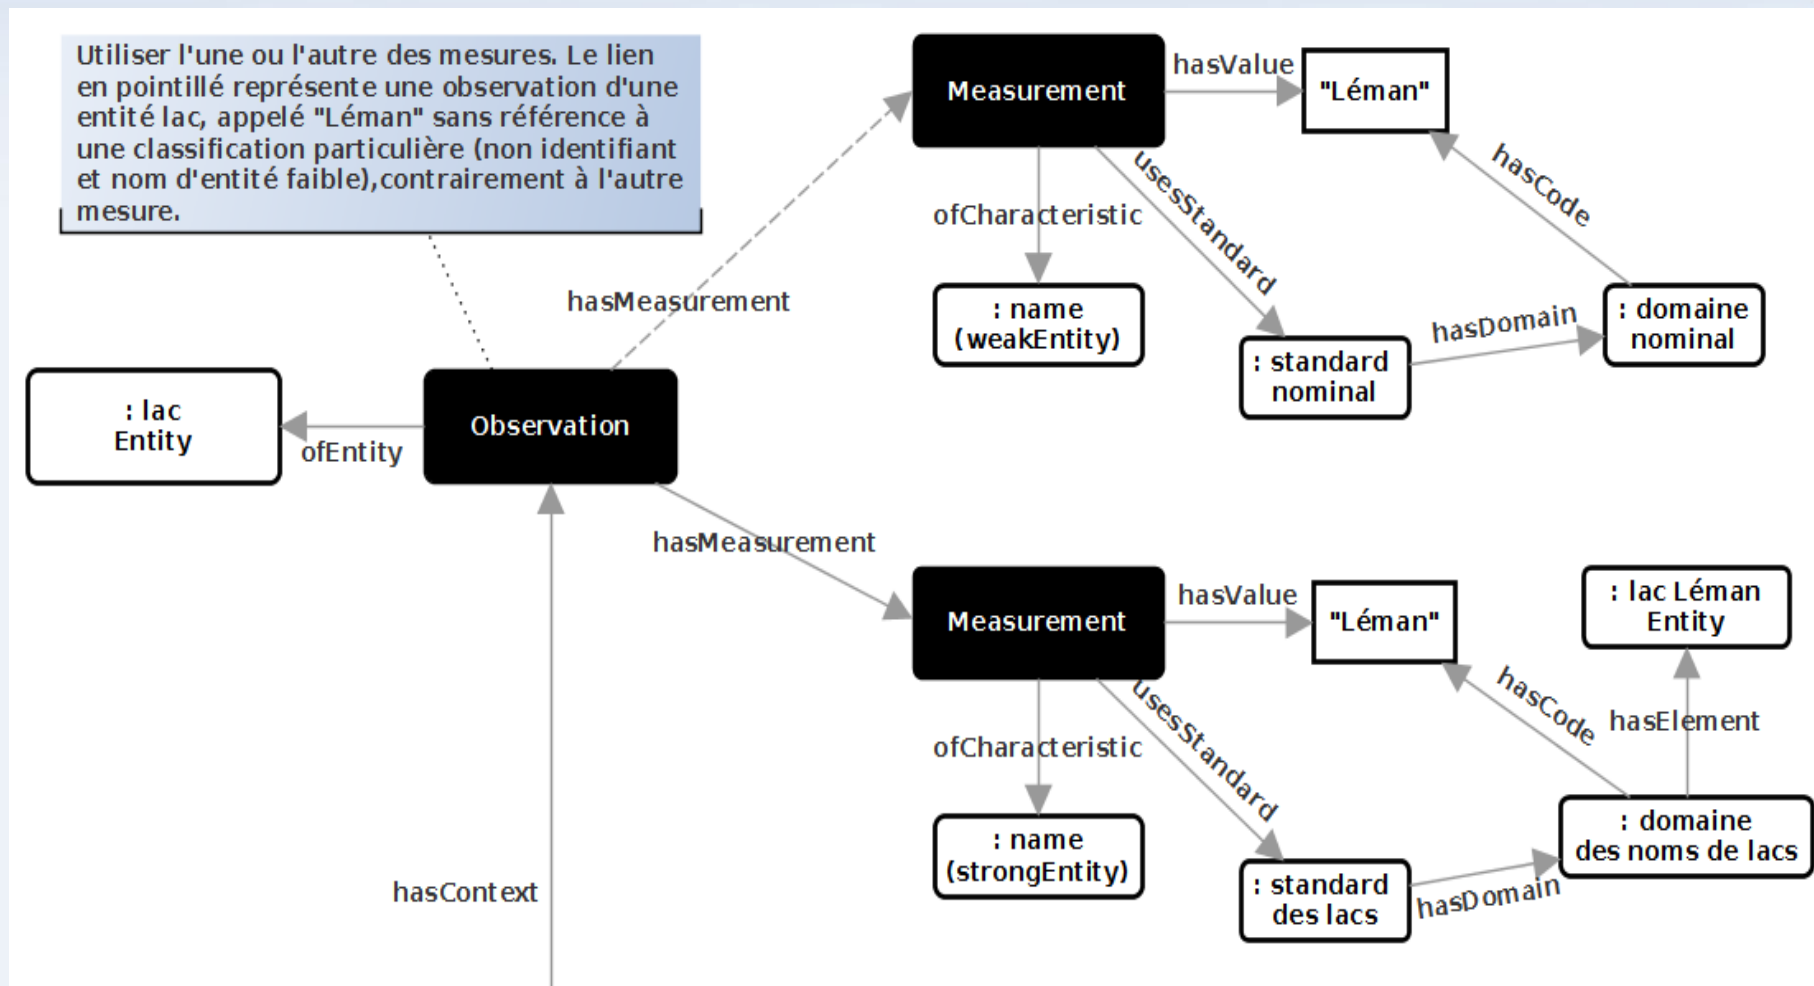 Utiliser l'une ou l'autre des mesures. Le lien
en pointillé représente une observation d'une
entité lac, appelé "Léman" sans référence à
une classification particulière (non identifiant
et nom d'entité faible),contrairement à l'autre
mesure.
Measurement
hasValue
"Léman"
ofCharacteristic
usesStandard
hasCode
: name
(weakEntity)
: standard
nominal
hasDomain
: domaine
nominal
hasMeasurement
: lac
Entity
ofEntity
Observation
hasMeasurement
Measurement
hasValue
"Léman"
: lac Léman
Entity
ofCharacteristic
usesStandard
hasCode
hasElement
: name
(strongEntity)
: standard
des lacs
hasDomain
: domaine
des noms de lacs
hasContext